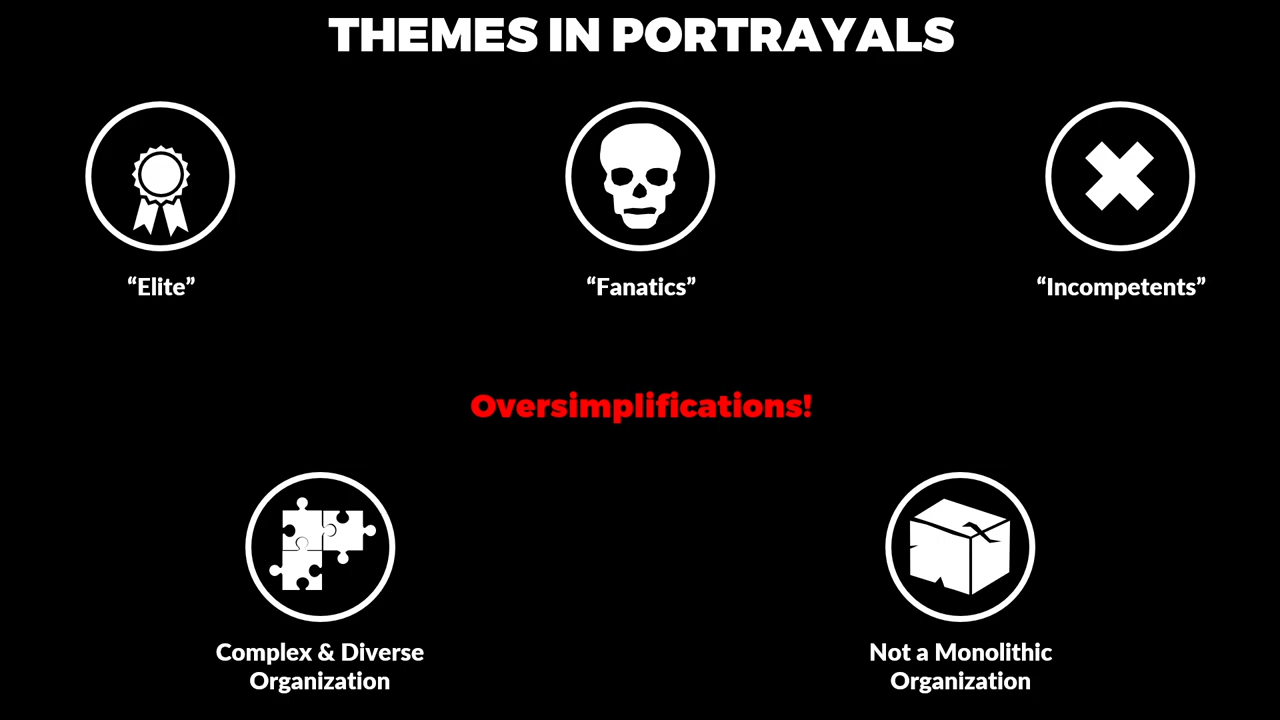 THEMES IN PORTRAYALS
“Elite”
“Fanatics”
“Incompetents”
Oversimplifications!
Complex & Diverse
Organization
Not a Monolithic
Organization